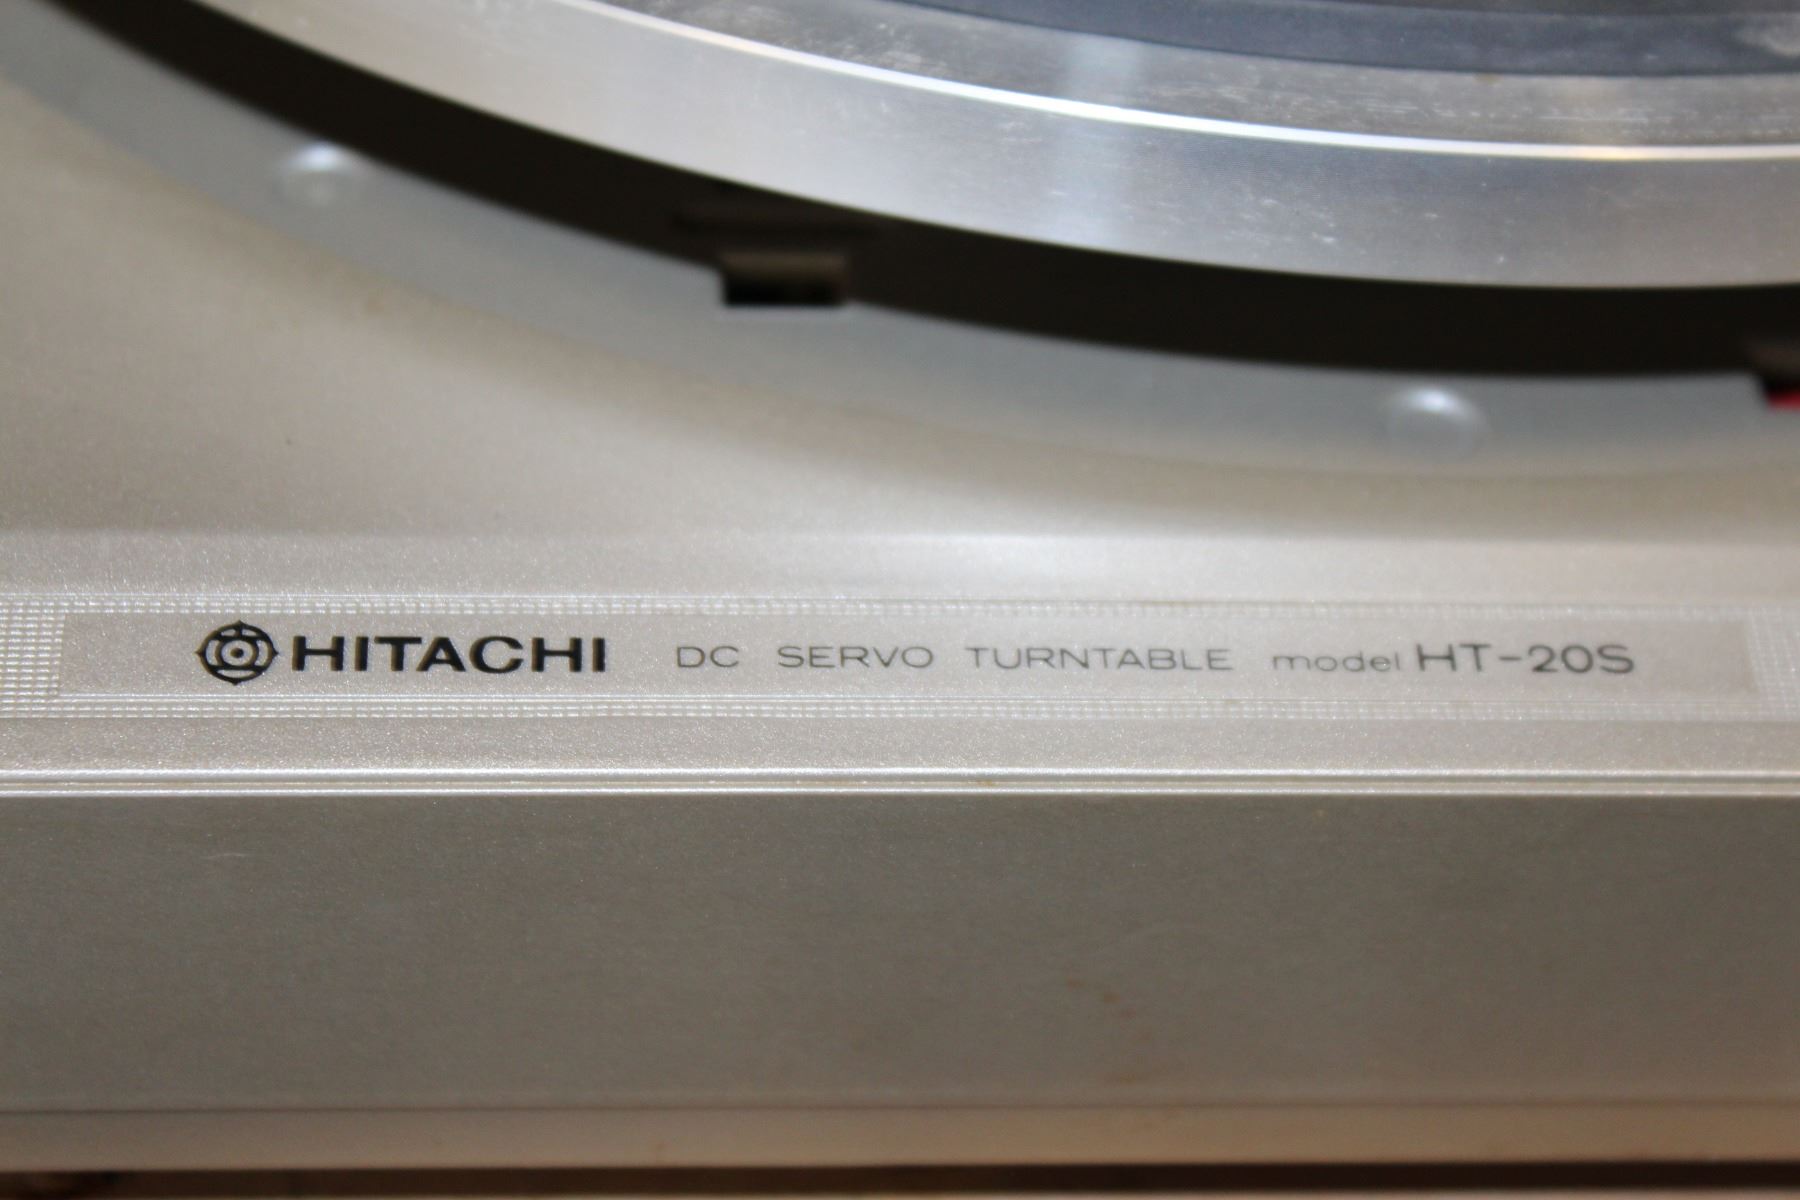 HITACHI DC SERVO TURNTABLE model HT-20S